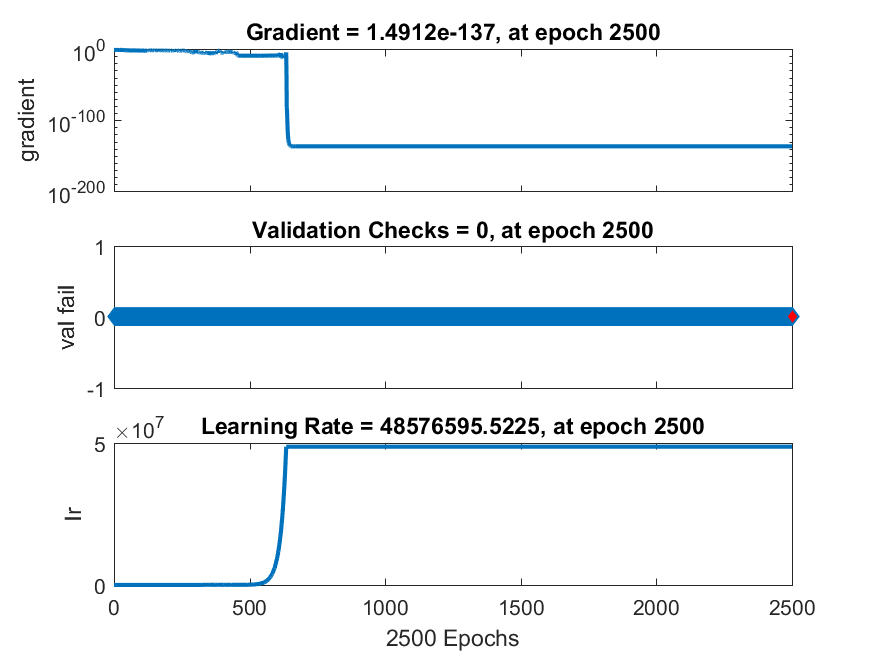 Gradient = 1.4912e-137, at epoch 2500
10^0
10^-100
10^-200
gradient
Validation Checks = 0, at epoch 2500
1
0
-1
val fail
Learning Rate = 48576595.5225, at epoch 2500
×10^7
5
0
lr
0 500 1000 1500 2000 2500
2500 Epochs